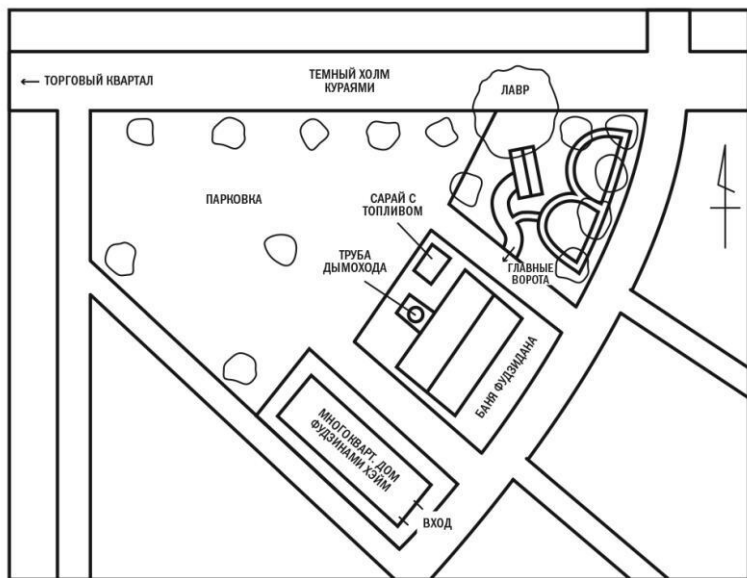 ← ТОРГОВЫЙ КВАРТАЛ
ТЕМНЫЙ ХОЛМ
КУРАЯМИ
ЛАВР
ПАРКОВКА
САРАЙ С
ТОПЛИВОМ
ТРУБА
ДЫМОХОДА
ГЛАВНЫЕ
ВОРОТА
БАНЯ ФУДЗИДАНА
МНОГОКВАРТ. ДОМ
ФУДЗИНАМИ ХЭЙМ
ВХОД